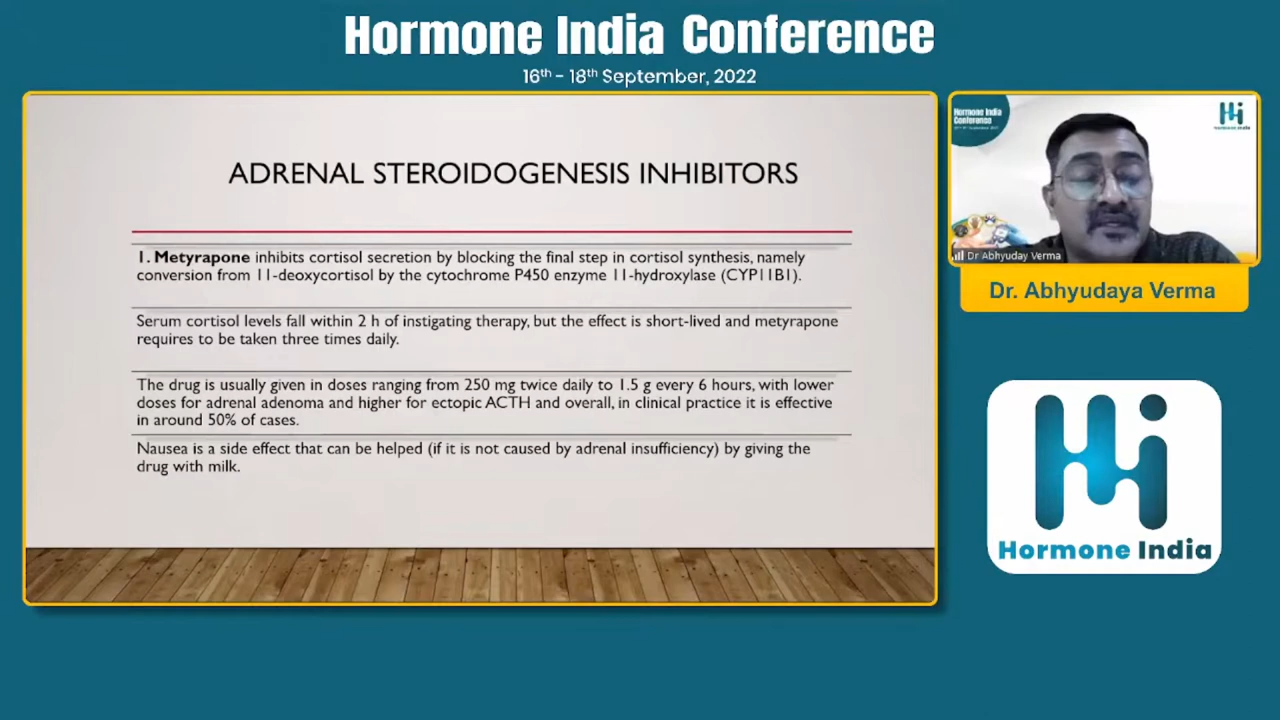 Hormone India Conference
16th - 18th September, 2022
ADRENAL STEROIDOGENESIS INHIBITORS
1. Metyrapone inhibits cortisol secretion by blocking the final step in cortisol synthesis, namely
conversion from 11-deoxycortisol by the cytochrome P450 enzyme 11-hydroxylase (CYP11B1).
Serum cortisol levels fall within 2 h of instigating therapy, but the effect is short-lived and metyrapone
requires to be taken three times daily.
The drug is usually given in doses ranging from 250 mg twice daily to 1.5 g every 6 hours, with lower
doses for adrenal adenoma and higher for ectopic ACTH and overall, in clinical practice it is effective
in around 50% of cases.
Nausea is a side effect that can be helped (if it is not caused by adrenal insufficiency) by giving the
drug with milk.
Hormone India
Conference
Hormone India
Dr Abhyuday Verma
Dr. Abhyudaya Verma
Hormone India